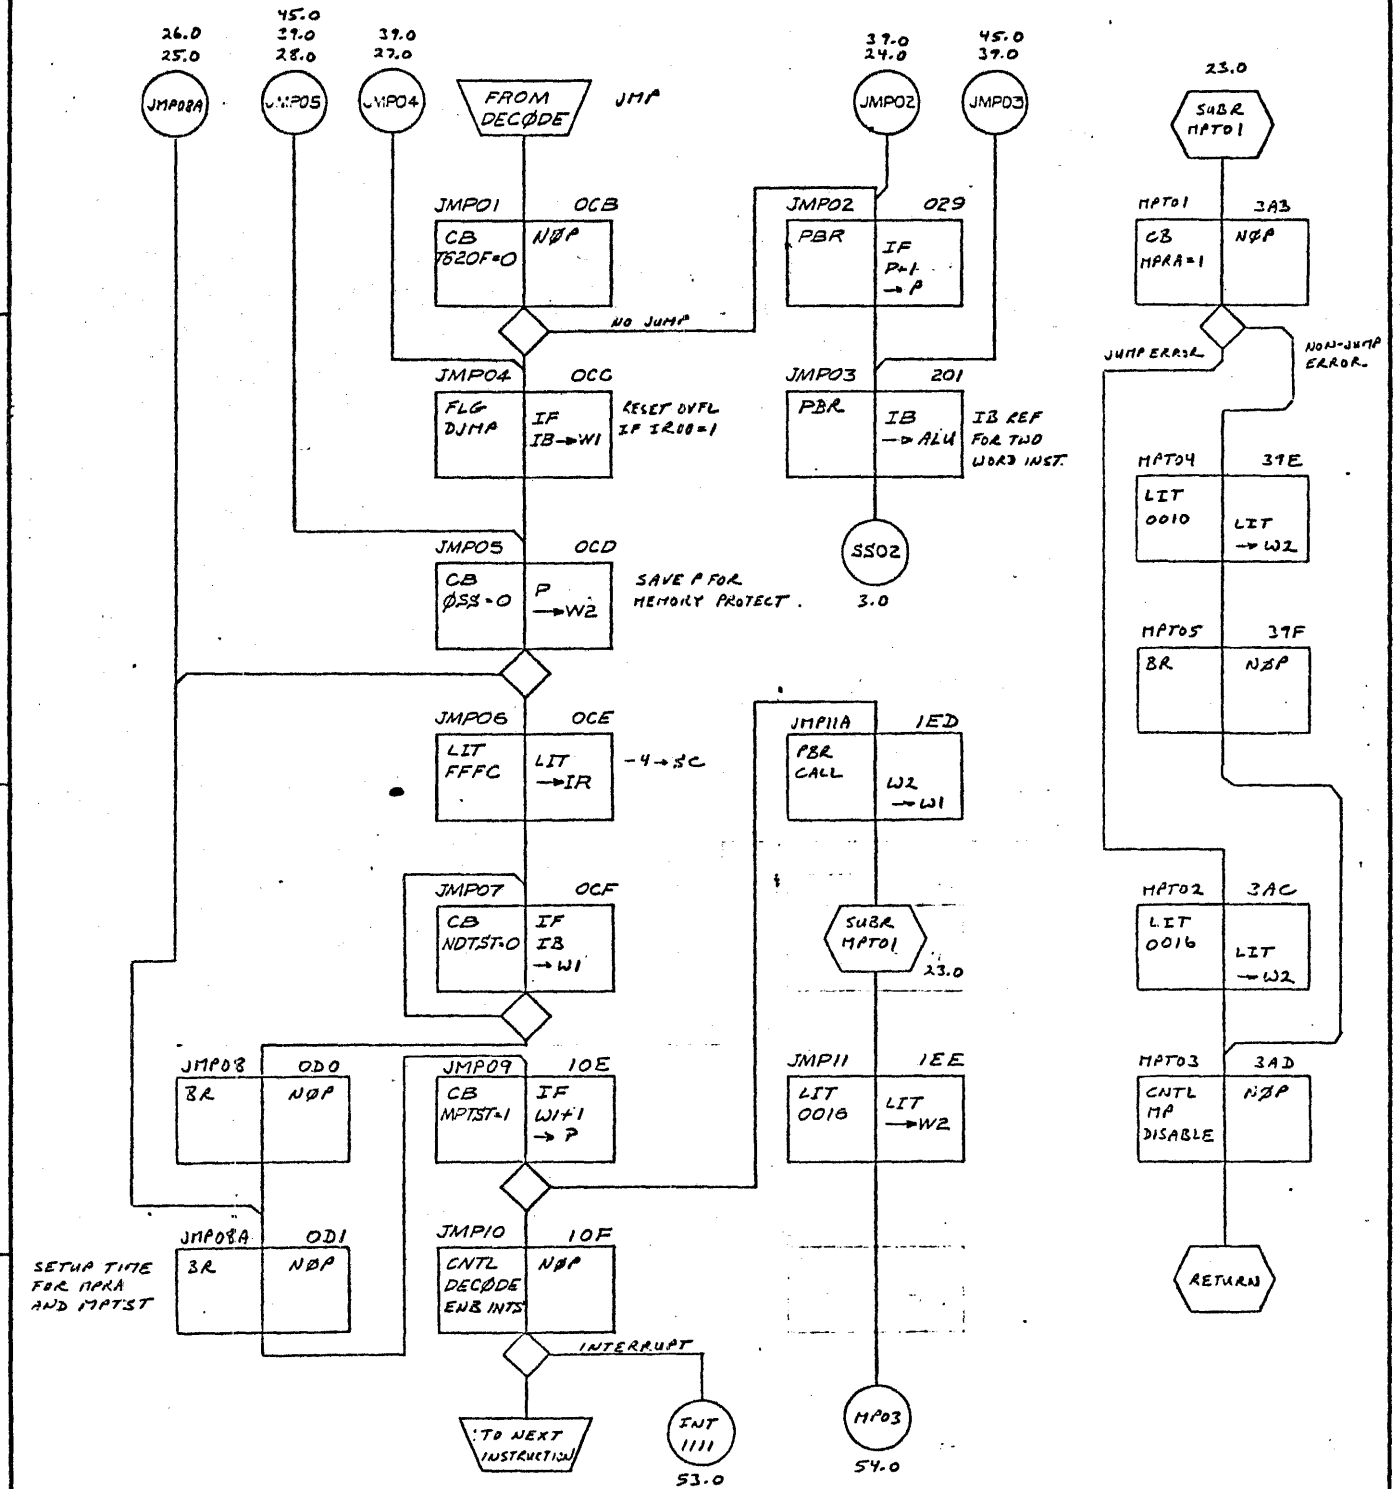 26.0
25.0
JMP08A
45.0
39.0
28.0
JMP05
39.0
27.0
JMP04
FROM
DECØDE
JMP
39.0
24.0
JMP02
45.0
39.0
JMP03
23.0
SUBR
MPT01
JMP01 0CB
CB NØP
T620F=0
NO JUMP
JMP02 029
PBR
IF
P+1
→ P
MPT01 3AB
CB NØP
MPRA=1
JUMP ERROR
NON-JUMP
ERROR.
JMP04 0CC
FLG
DJMP
IF
IB→W1
RESET OVFL
IF IR08=1
JMP03 201
PBR
IB
→ ALU
IB REF
FOR TWO
WORD INST.
SS02
3.0
MPT04 39E
LIT
0010
LIT
→ W2
JMP05 0CD
CB
ØSS=0
P
→W2
SAVE P FOR
MEMORY PROTECT.
MPT05 39F
BR NØP
JMP06 0CE
LIT
FFFC
LIT
→IR
-4→SC
JMP11A 1ED
PBR
CALL
W2
→ W1
JMP07 0CF
CB
NDTST=0
IF
IB
→ W1
SUBR
MPT01
23.0
MPT02 3AC
LIT
0016
LIT
→ W2
JMP08 0D0
BR NØP
JMP09 10E
CB
MPTST=1
IF
W1+1
→ P
JMP11 1EE
LIT
0016
LIT
→W2
MPT03 3AD
CNTL NØP
MP
DISABLE
JMP08A 0D1
BR NØP
SETUP TIME
FOR MPRA
AND MPTST
JMP10 10F
CNTL NØP
DECØDE
ENB INTS
RETURN
INTERRUPT
TO NEXT
INSTRUCTION
INT
1111
53.0
MP03
54.0